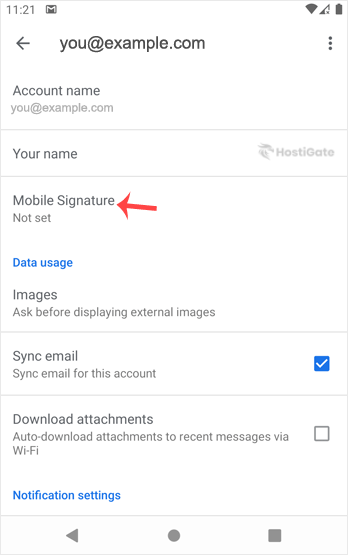 11:21
you@example.com
Account name
you@example.com
Your name
HostiGate
Mobile Signature
Not set
Data usage
Images
Ask before displaying external images
Sync email
Sync email for this account
Download attachments
Auto-download attachments to recent messages via
Wi-Fi
Notification settings